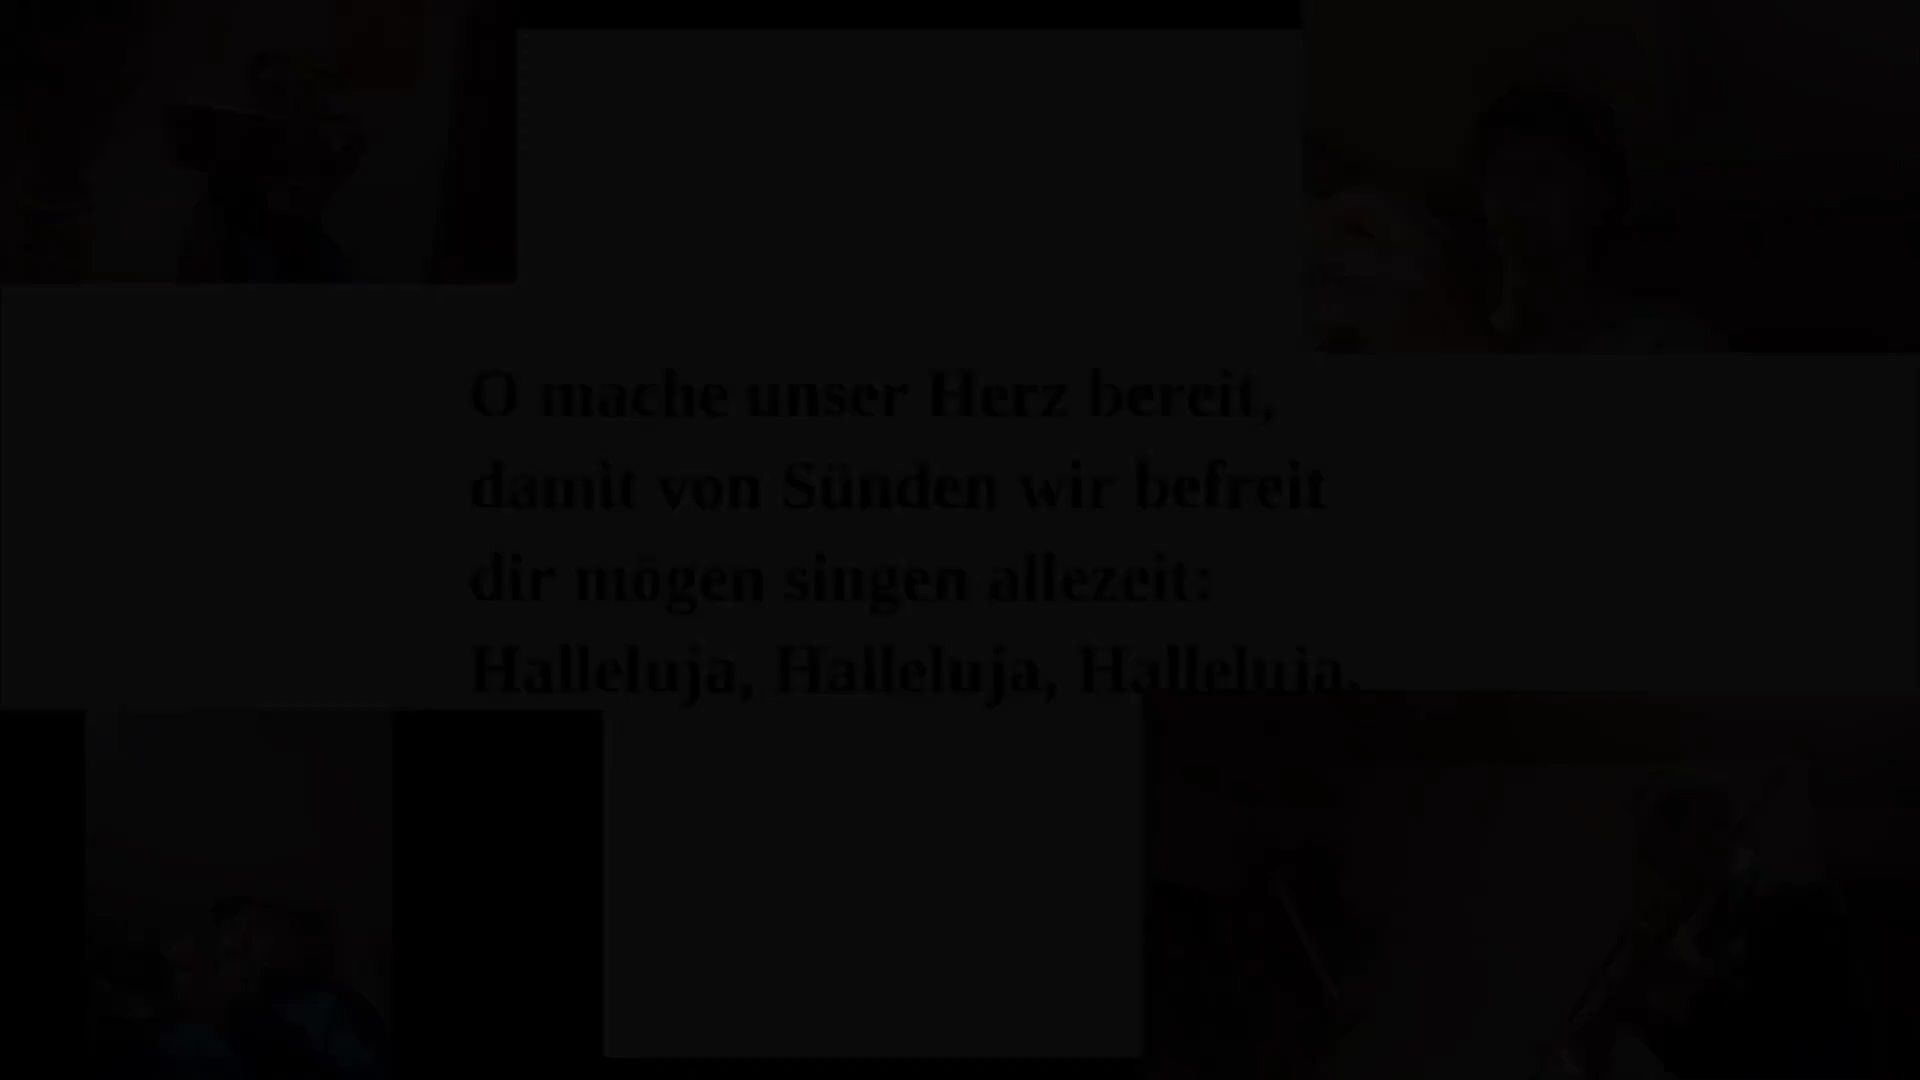 O mache unser Herz bereit,
damit von Sünden wir befreit
dir mögen singen allezeit:
Halleluja, Halleluja, Halleluja.